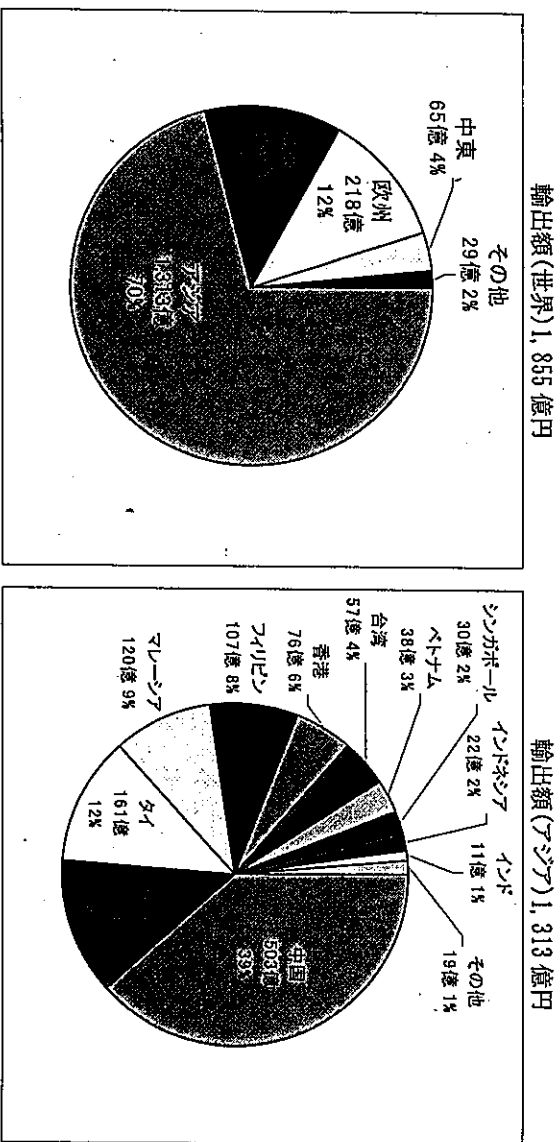 輸出額(世界)1,855 億円
その他
29億 2%
中東
65億 4%
欧州
218億
12%
アジア
1313億
70%
輸出額(アジア)1,313 億円
その他
19億 1%
インド
11億 1%
インドネシア
22億 2%
シンガポール
30億 2%
ベトナム
38億 3%
台湾
57億 4%
香港
76億 6%
フィリピン
107億 8%
マレーシア
120億 9%
タイ
161億
12%
中国
503億
39%